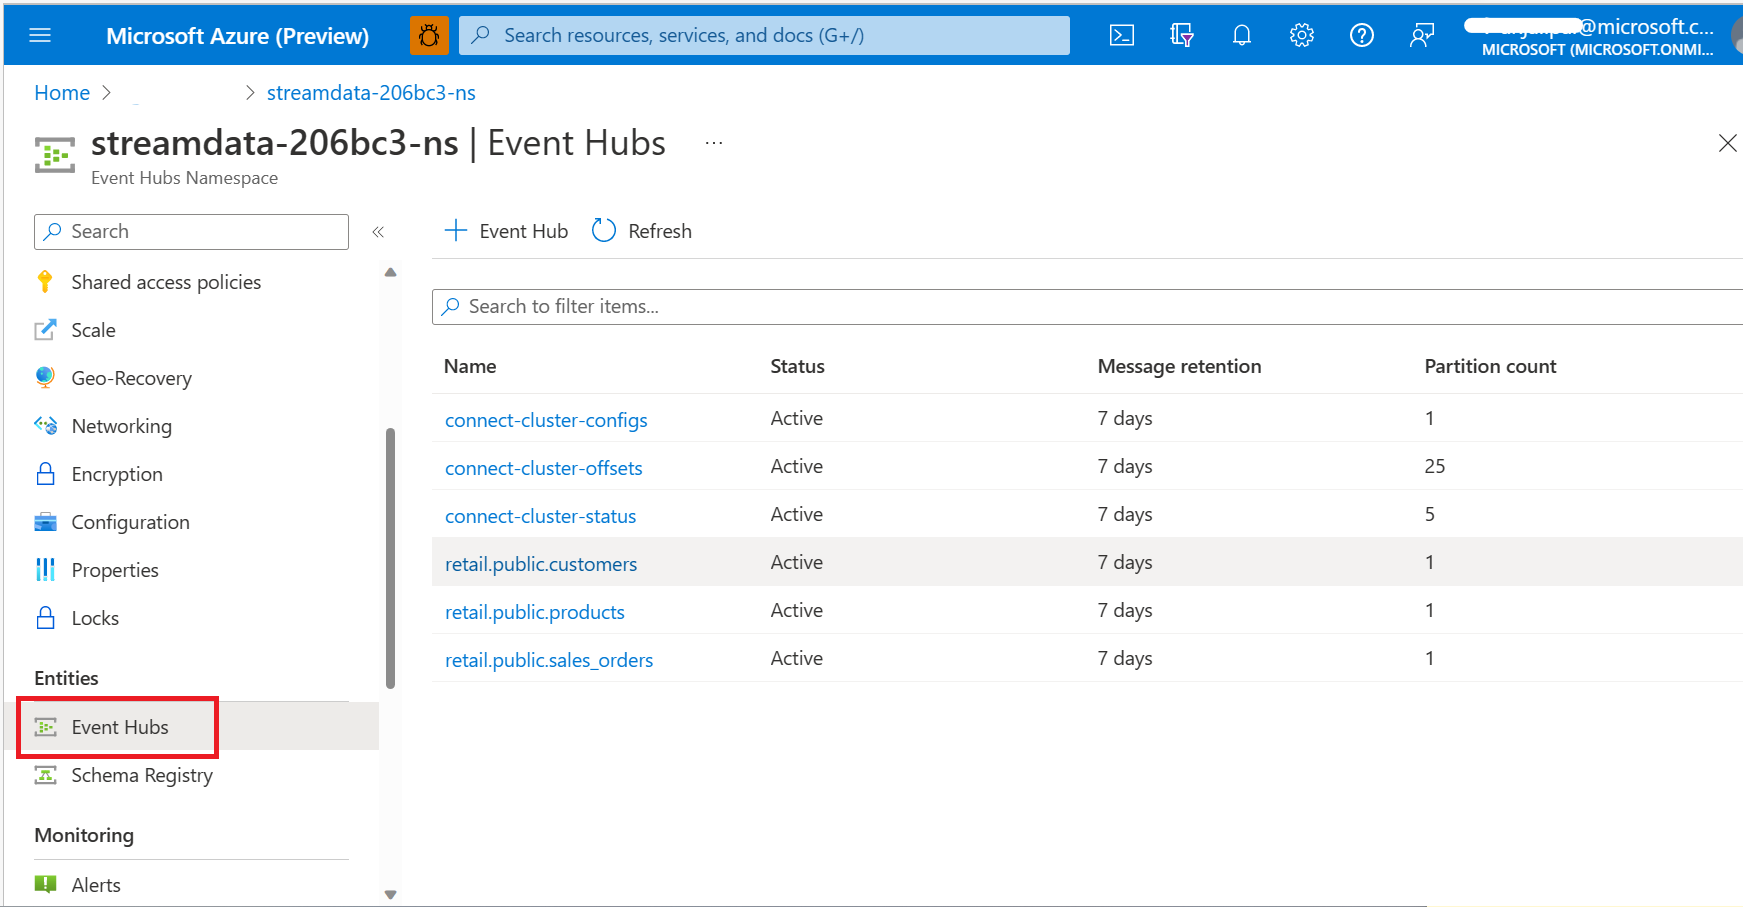 Microsoft Azure (Preview)
Search resources, services, and docs (G+/)
@microsoft.c...
MICROSOFT (MICROSOFT.ONMI...
Home > > streamdata-206bc3-ns
streamdata-206bc3-ns | Event Hubs ...
Event Hubs Namespace
Search «
+ Event Hub Refresh
Shared access policies
Scale
Geo-Recovery
Networking
Encryption
Configuration
Properties
Locks
Entities
Event Hubs
Schema Registry
Monitoring
Alerts
Search to filter items...
Name Status Message retention Partition count
connect-cluster-configs Active 7 days 1
connect-cluster-offsets Active 7 days 25
connect-cluster-status Active 7 days 5
retail.public.customers Active 7 days 1
retail.public.products Active 7 days 1
retail.public.sales_orders Active 7 days 1